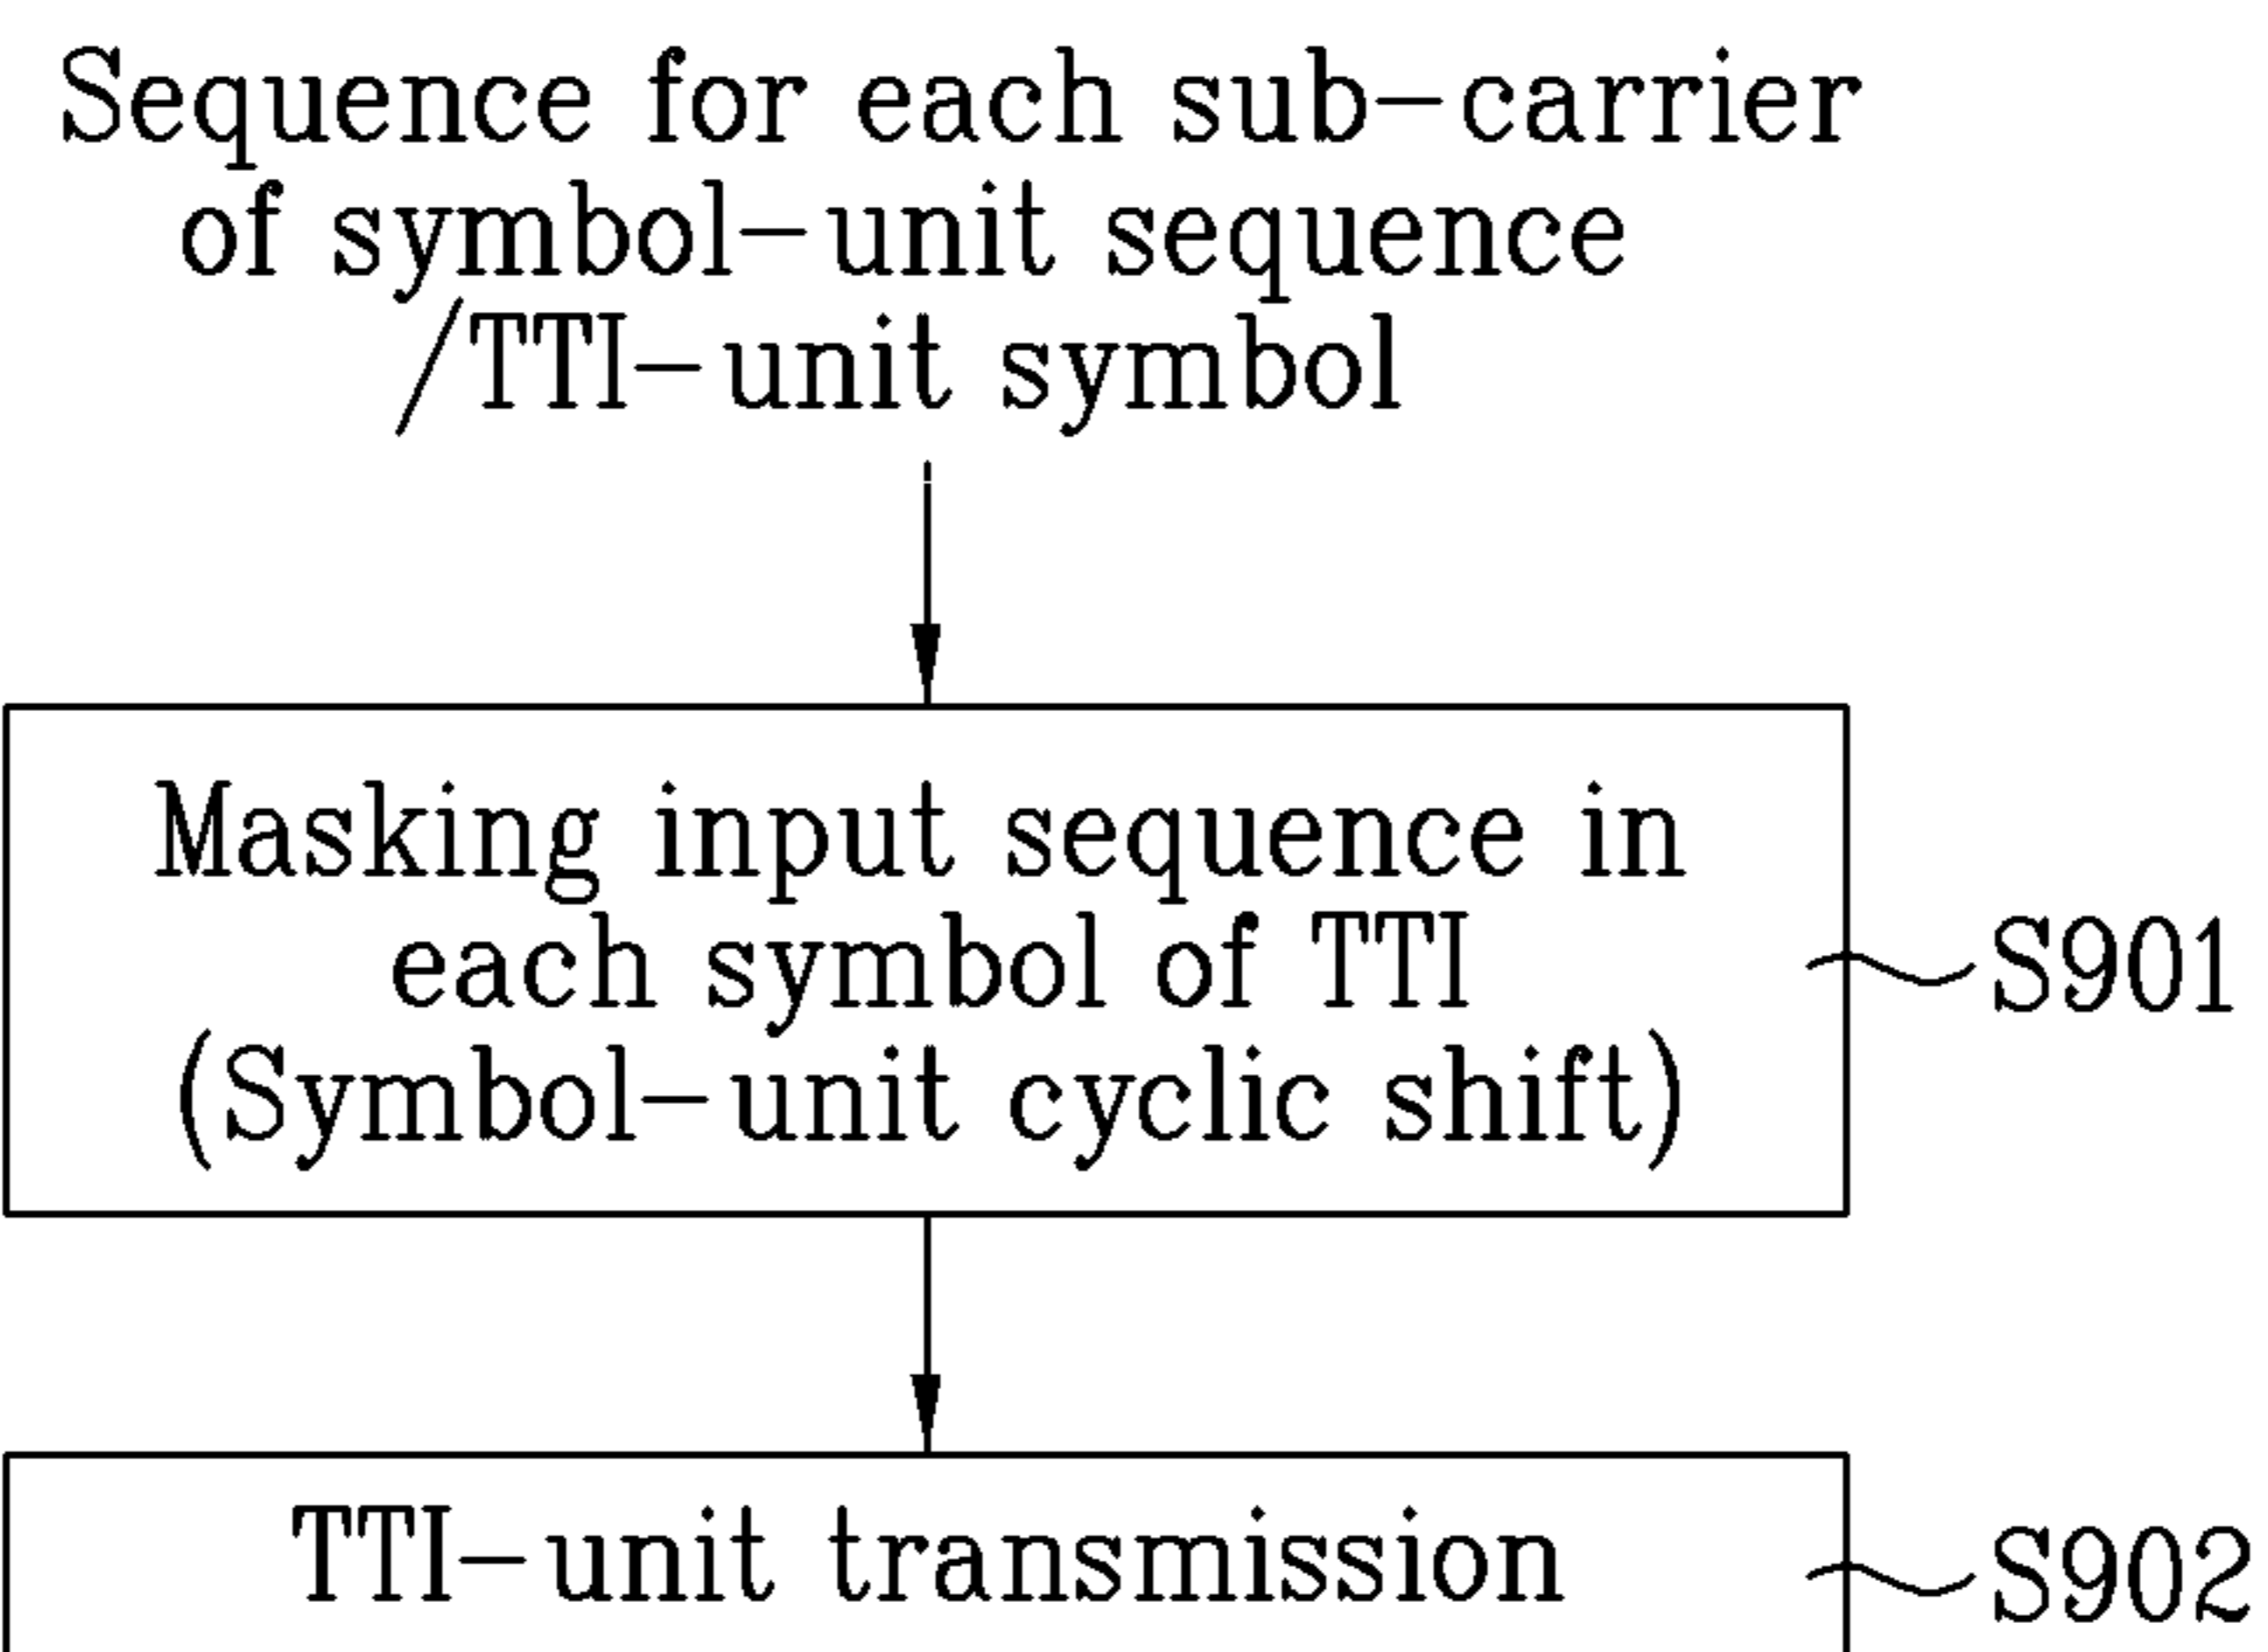 Sequence for each sub-carrier
of symbol-unit sequence
/TTI-unit symbol
Masking input sequence in
each symbol of TTI
(Symbol-unit cyclic shift)
S901
TTI-unit transmission
S902